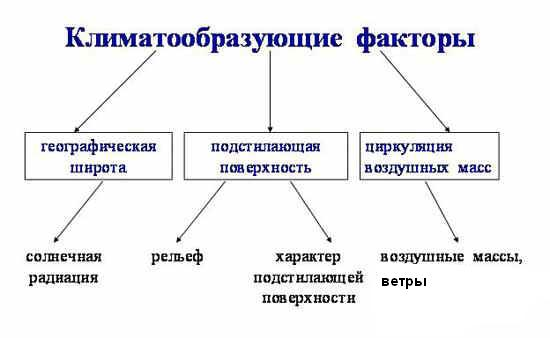 Климатообразующие факторы
географическая
широта
подстилающая
поверхность
циркуляция
воздушных масс
солнечная
радиация
рельеф
характер
подстилающей
поверхности
воздушные массы,
ветры